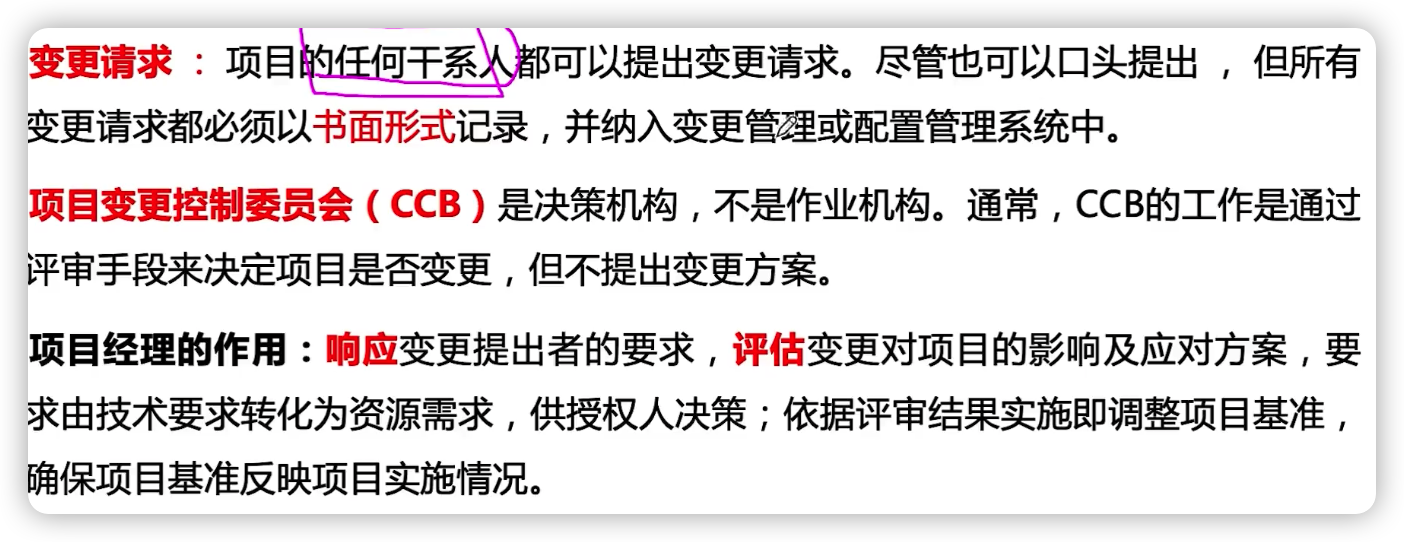 变更请求 ： 项目的任何干系人都可以提出变更请求。尽管也可以口头提出 ，但所有
变更请求都必须以书面形式记录，并纳入变更管理或配置管理系统中。
项目变更控制委员会（CCB）是决策机构，不是作业机构。通常，CCB的工作是通过
评审手段来决定项目是否变更，但不提出变更方案。
项目经理的作用：响应变更提出者的要求，评估变更对项目的影响及应对方案，要
求由技术要求转化为资源需求，供授权人决策；依据评审结果实施即调整项目基准，
确保项目基准反映项目实施情况。